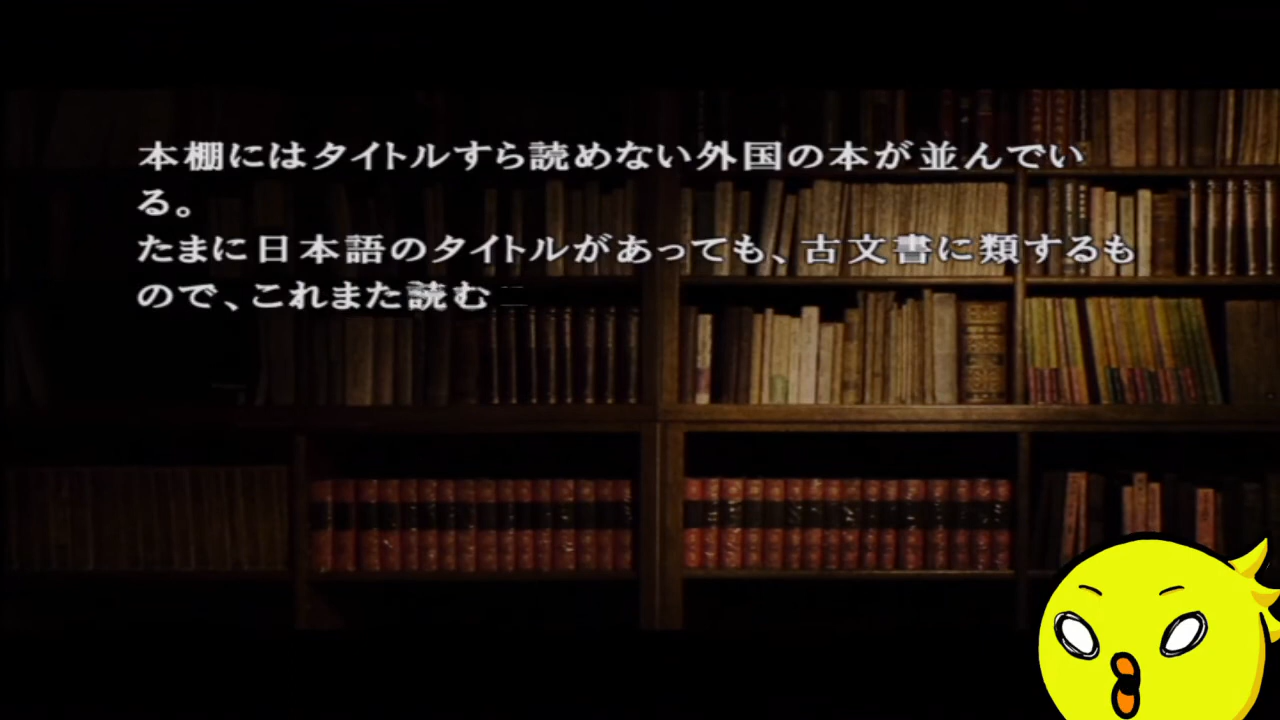 本棚にはタイトルすら読めない外国の本が並んでい
る。
たまに日本語のタイトルがあっても、古文書に類するも
ので、これまた読む